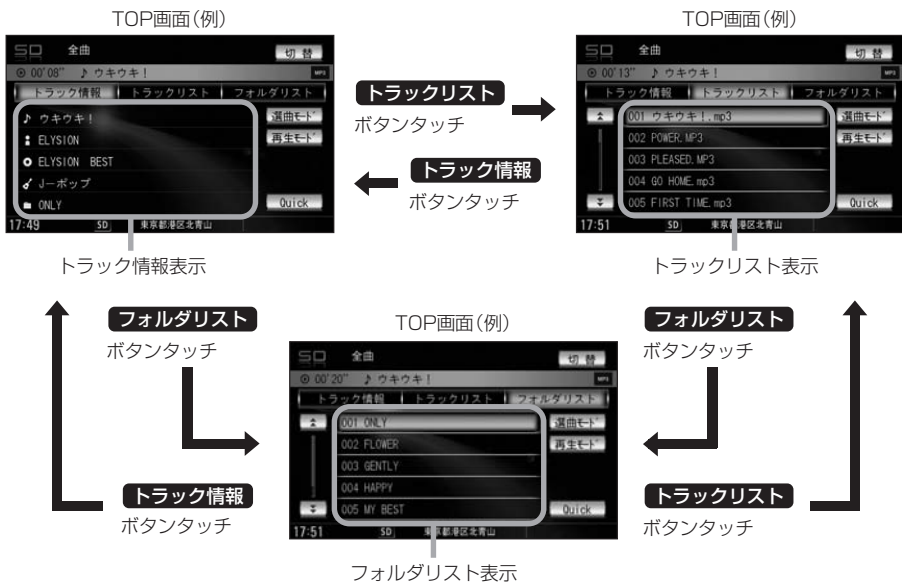 TOP画面(例)
SD 全曲 切替
00'08" ♪ ウキウキ! MP3
トラック情報 トラックリスト フォルダリスト
♪ ウキウキ! 選曲モード
ELYSION 再生モード
ELYSION BEST
J−ポップ
ONLY Quick
17:49 SD 東京都港区北青山
トラック情報表示
トラックリスト
ボタンタッチ
トラック情報
ボタンタッチ
TOP画面(例)
SD 全曲 切替
00'13" ♪ ウキウキ! MP3
トラック情報 トラックリスト フォルダリスト
001 ウキウキ!.mp3 選曲モード
002 POWER.MP3 再生モード
003 PLEASED.MP3
004 GO HOME.mp3
005 FIRST TIME.mp3 Quick
17:51 SD 東京都港区北青山
トラックリスト表示
フォルダリスト
ボタンタッチ
トラック情報
ボタンタッチ
TOP画面(例)
SD 全曲 切替
00'20" ♪ ウキウキ! MP3
トラック情報 トラックリスト フォルダリスト
001 ONLY 選曲モード
002 FLOWER 再生モード
003 GENTLY
004 HAPPY
005 MY BEST Quick
17:51 SD 東京都港区北青山
フォルダリスト表示
フォルダリスト
ボタンタッチ
トラックリスト
ボタンタッチ